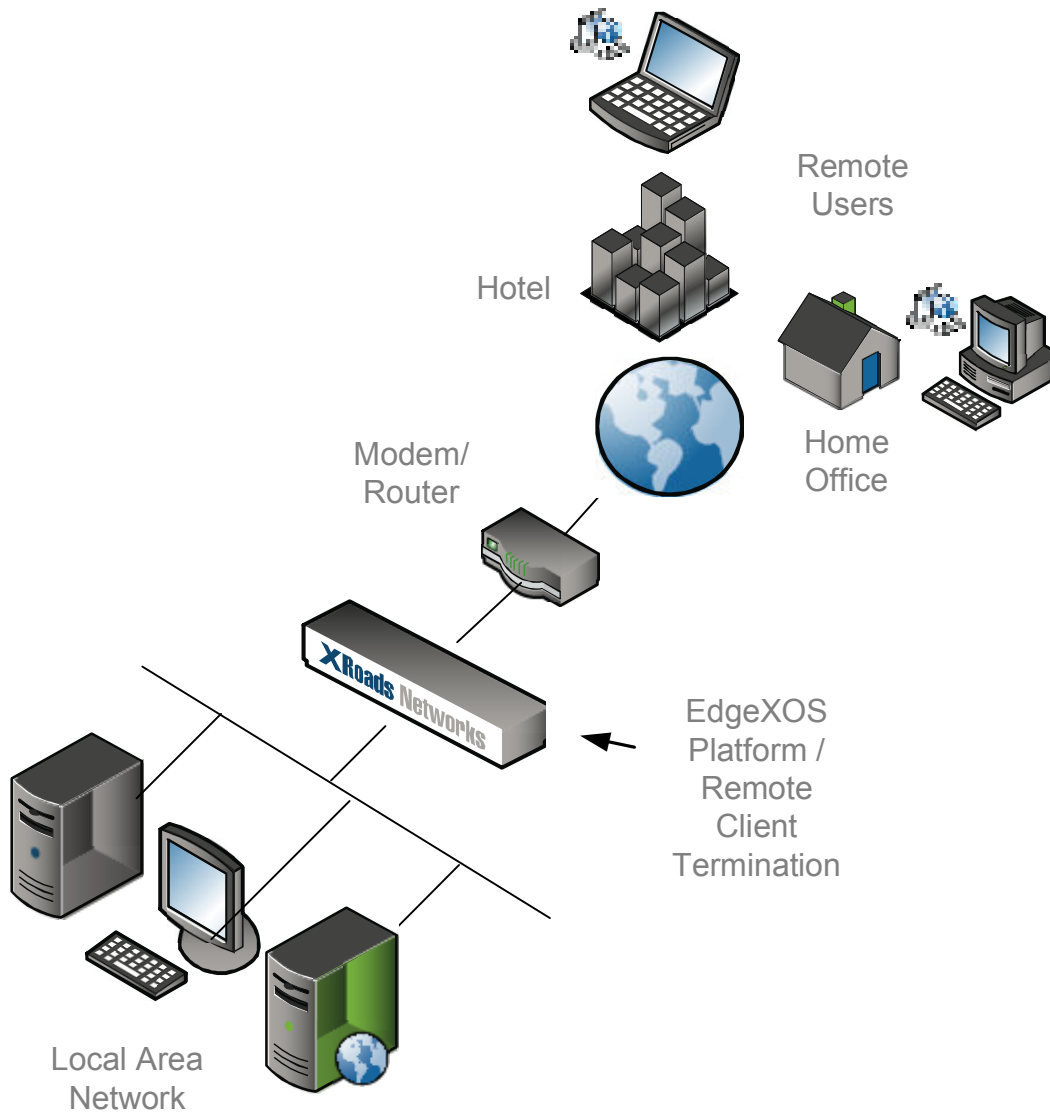 Remote
Users
Hotel
Home
Office
Modem/
Router
XRoads Networks
EdgeXOS
Platform /
Remote
Client
Termination
Local Area
Network